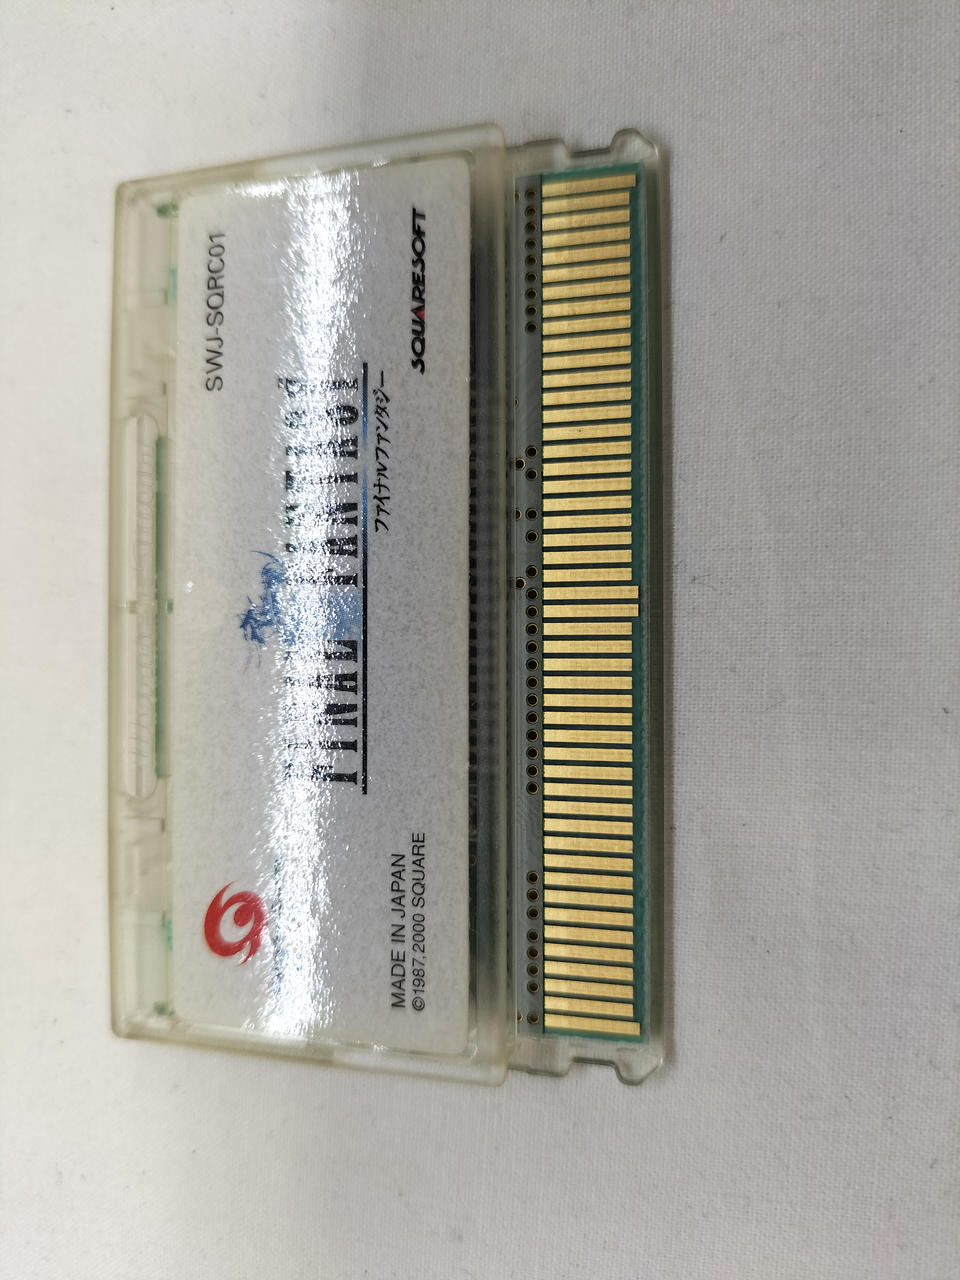 SWJ-SQRC01
FINAL FANTASY
ファイナルファンタジー
SQUARESOFT
MADE IN JAPAN
©1987,2000 SQUARE